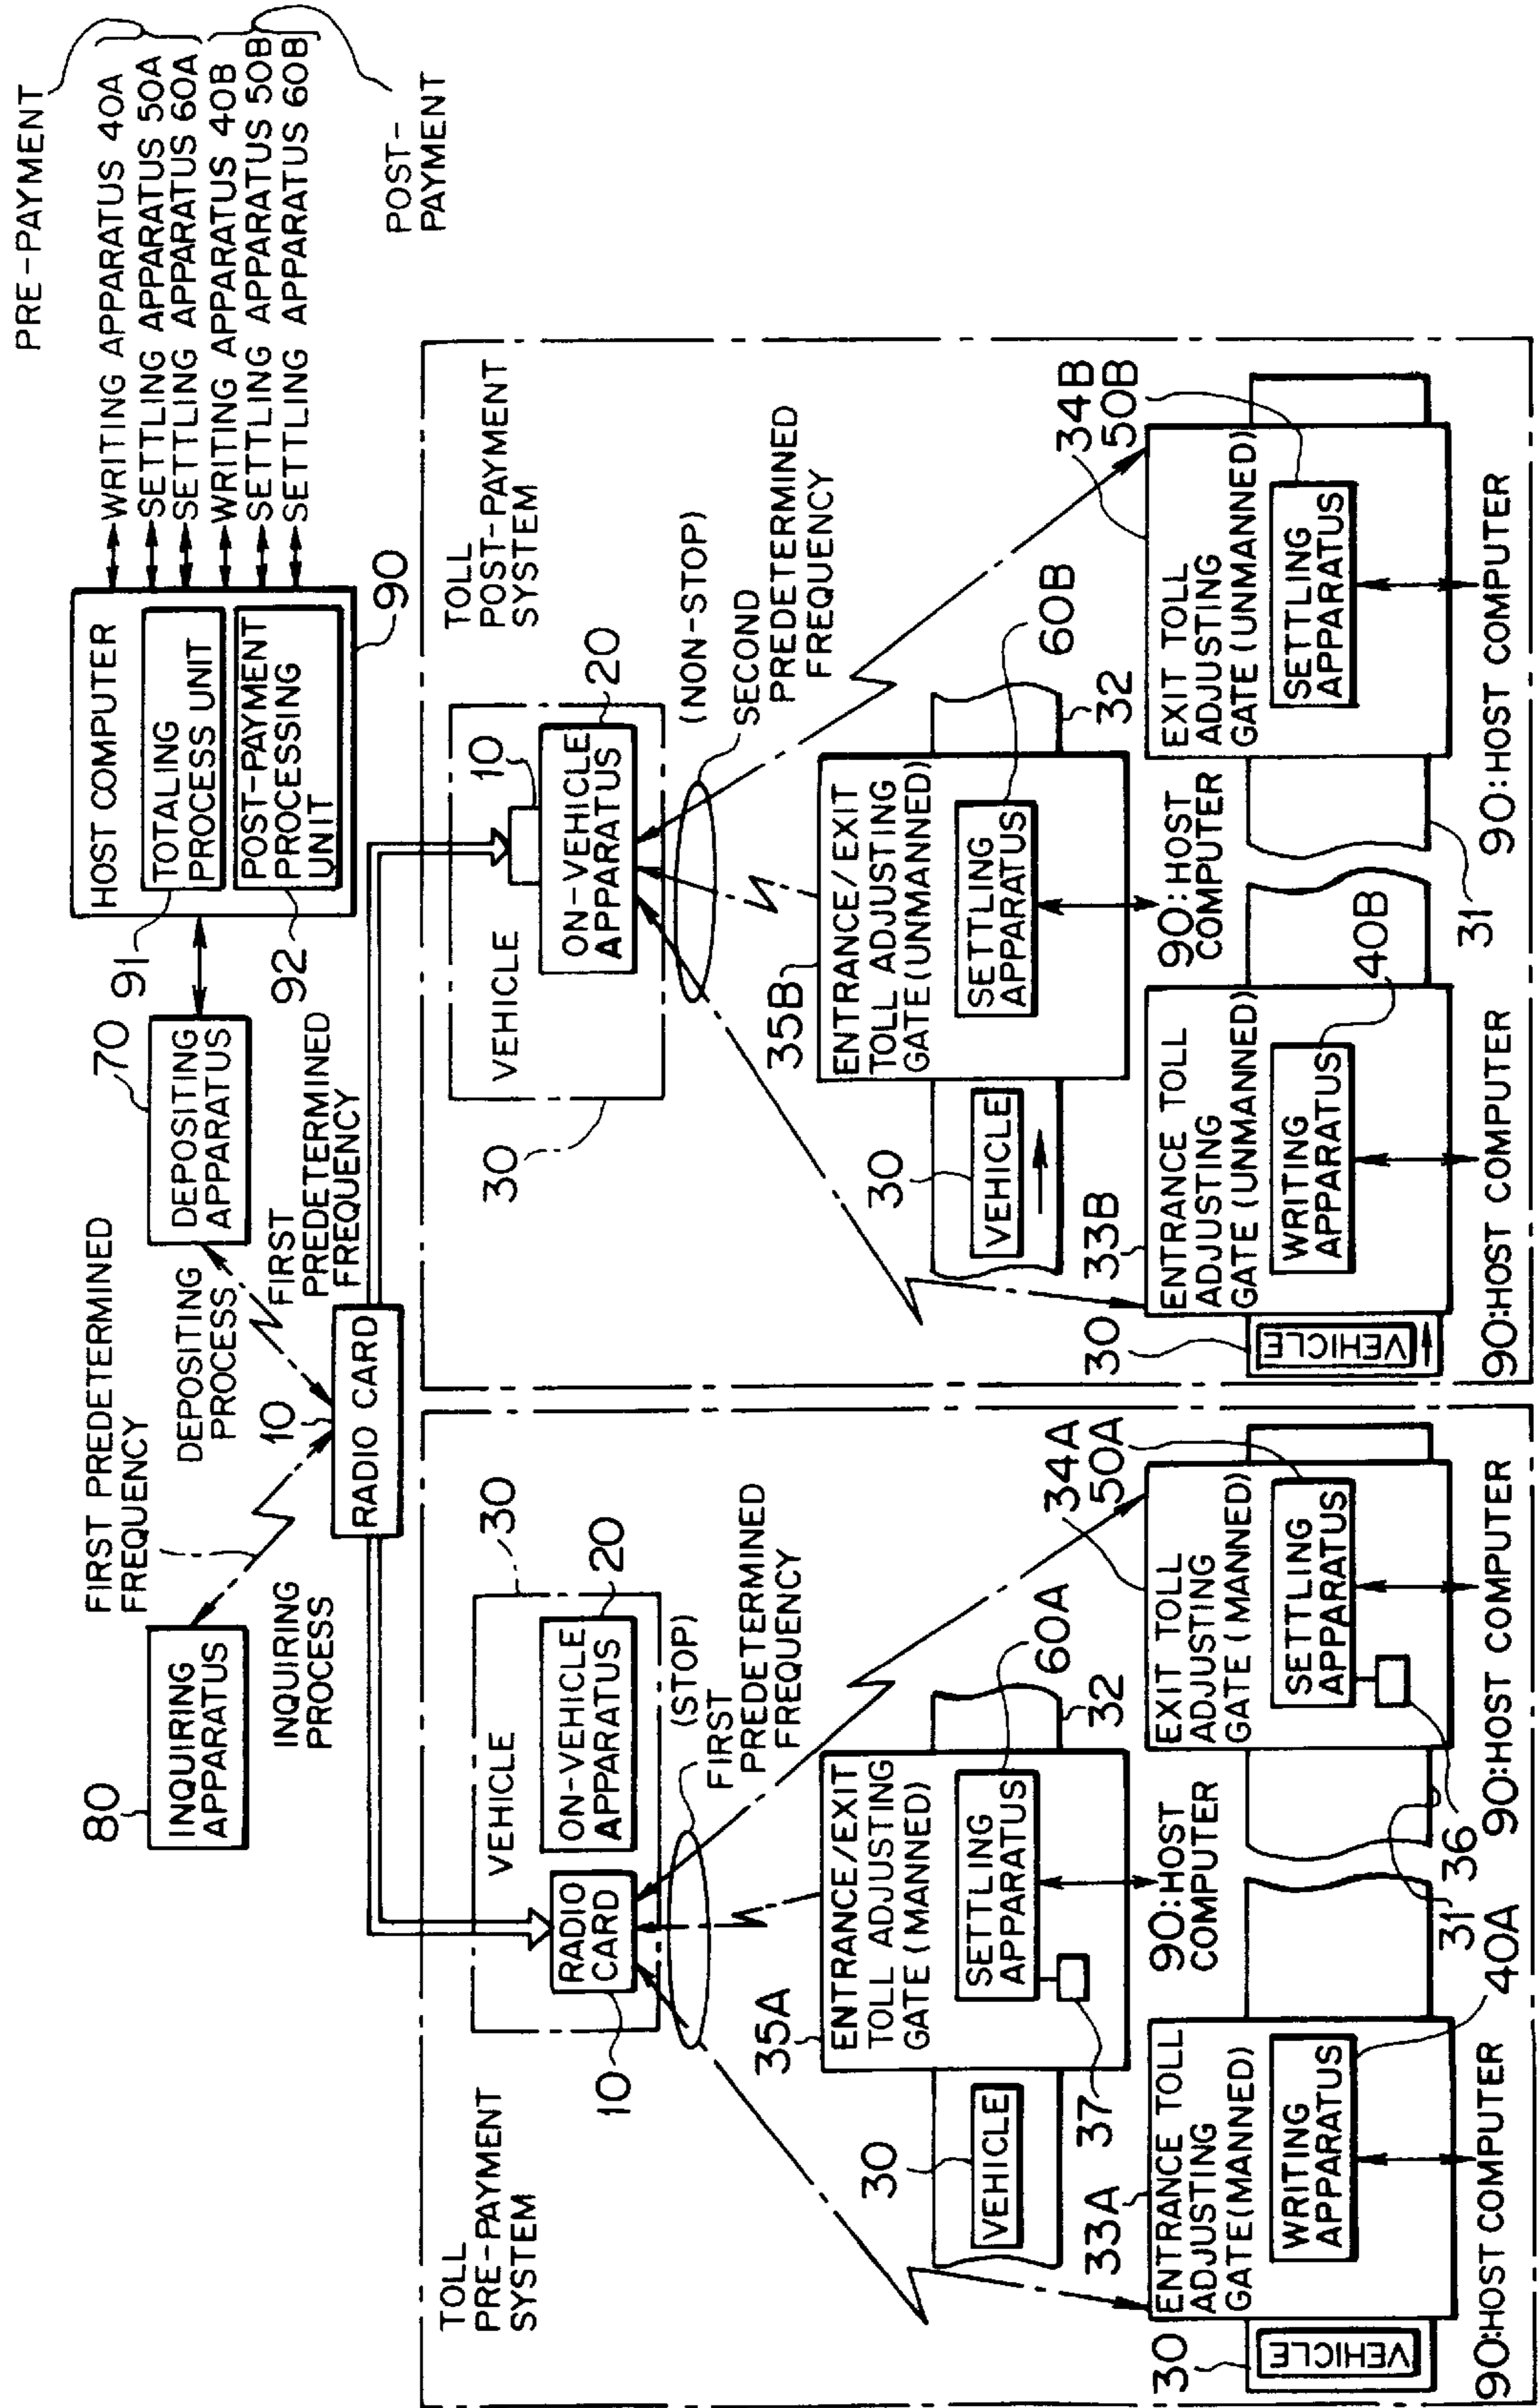 PRE-PAYMENT
WRITING APPARATUS 40A
SETTLING APPARATUS 50A
SETTLING APPARATUS 60A
WRITING APPARATUS 40B
SETTLING APPARATUS 50B
SETTLING APPARATUS 60B
POST-
PAYMENT
HOST COMPUTER
TOTALING
PROCESS UNIT
POST-PAYMENT
PROCESSING
UNIT
90
91
92
70
DEPOSITING
APPARATUS
FIRST
PREDETERMINED
FREQUENCY
DEPOSITING
PROCESS
FIRST PREDETERMINED
FREQUENCY
80
INQUIRING
APPARATUS
INQUIRING
PROCESS
10
RADIO CARD
TOLL
PRE-PAYMENT
SYSTEM
VEHICLE
30
RADIO
CARD
10
ON-VEHICLE
APPARATUS
20
(STOP)
FIRST
PREDETERMINED
FREQUENCY
35A
ENTRANCE/EXIT
TOLL ADJUSTING
GATE (MANNED)
SETTLING
APPARATUS
60A
37
32
30
VEHICLE
90:HOST
COMPUTER
33A
ENTRANCE TOLL
ADJUSTING
GATE(MANNED)
WRITING
APPARATUS
40A
30
VEHICLE
90:HOST COMPUTER
31
34A
50A
EXIT TOLL
ADJUSTING
GATE (MANNED)
SETTLING
APPARATUS
36
90:HOST COMPUTER
TOLL
POST-PAYMENT
SYSTEM
VEHICLE
30
10
ON-VEHICLE
APPARATUS
20
(NON-STOP)
SECOND
PREDETERMINED
FREQUENCY
35B
ENTRANCE/EXIT
TOLL ADJUSTING
GATE(UNMANNED)
SETTLING
APPARATUS
60B
32
30
VEHICLE
90:HOST
COMPUTER
33B
ENTRANCE TOLL
ADJUSTING
GATE (UNMANNED)
WRITING
APPARATUS
40B
30
VEHICLE
90:HOST COMPUTER
31
34B
50B
EXIT TOLL
ADJUSTING
GATE (UNMANNED)
SETTLING
APPARATUS
90:HOST COMPUTER